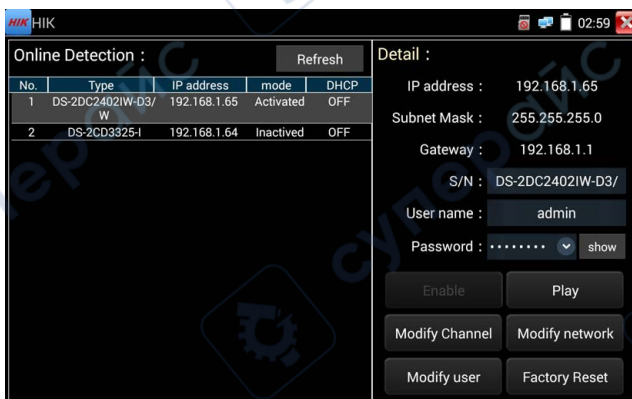 HIK HIK 02:59
Online Detection : Refresh
No. Type IP address mode DHCP
1 DS-2DC2402IW-D3/ 192.168.1.65 Activated OFF
W
2 DS-2CD3325-I 192.168.1.64 Inactived OFF
Detail :
IP address : 192.168.1.65
Subnet Mask : 255.255.255.0
Gateway : 192.168.1.1
S/N : DS-2DC2402IW-D3/
User name : admin
Password : •••••••• show
Enable Play
Modify Channel Modify network
Modify user Factory Reset
суперайс